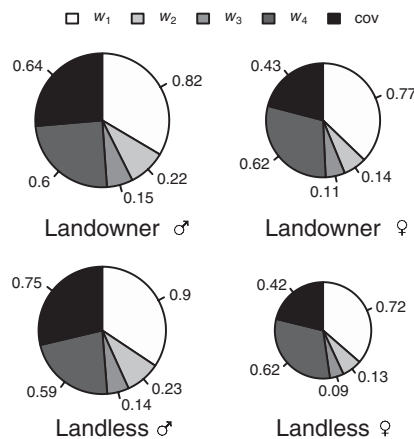 w₁ w₂ w₃ w₄ cov
0.64 0.82 0.6 0.15 0.22
Landowner ♂
0.43 0.77 0.62 0.11 0.14
Landowner ♀
0.75 0.9 0.59 0.14 0.23
Landless ♂
0.42 0.72 0.62 0.09 0.13
Landless ♀